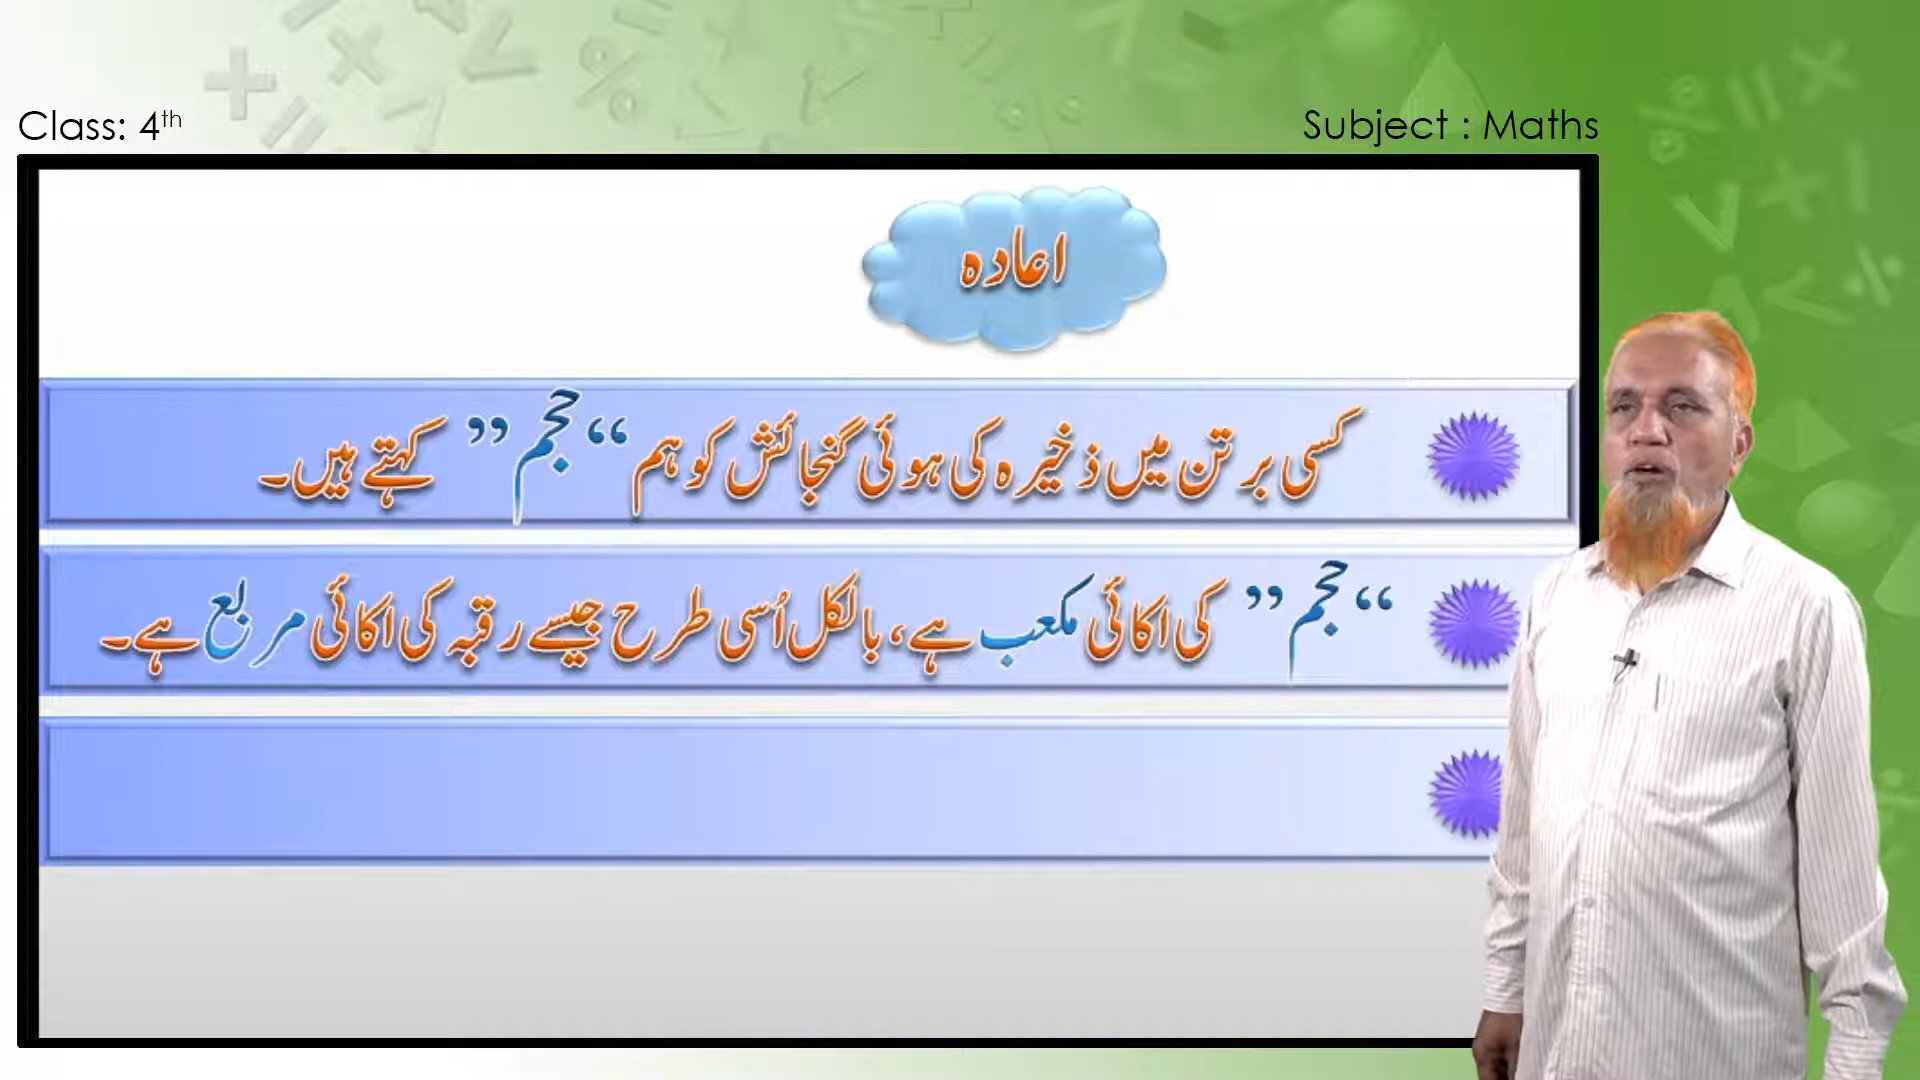 Class: 4th
Subject : Maths
اعادہ
کسی برتن میں ذخیرہ کی ہوئی گنجائش کو ہم “حجم” کہتے ہیں۔
“حجم” کی اکائی مکعب ہے، بالکل اُسی طرح جیسے رقبہ کی اکائی مربع ہے۔